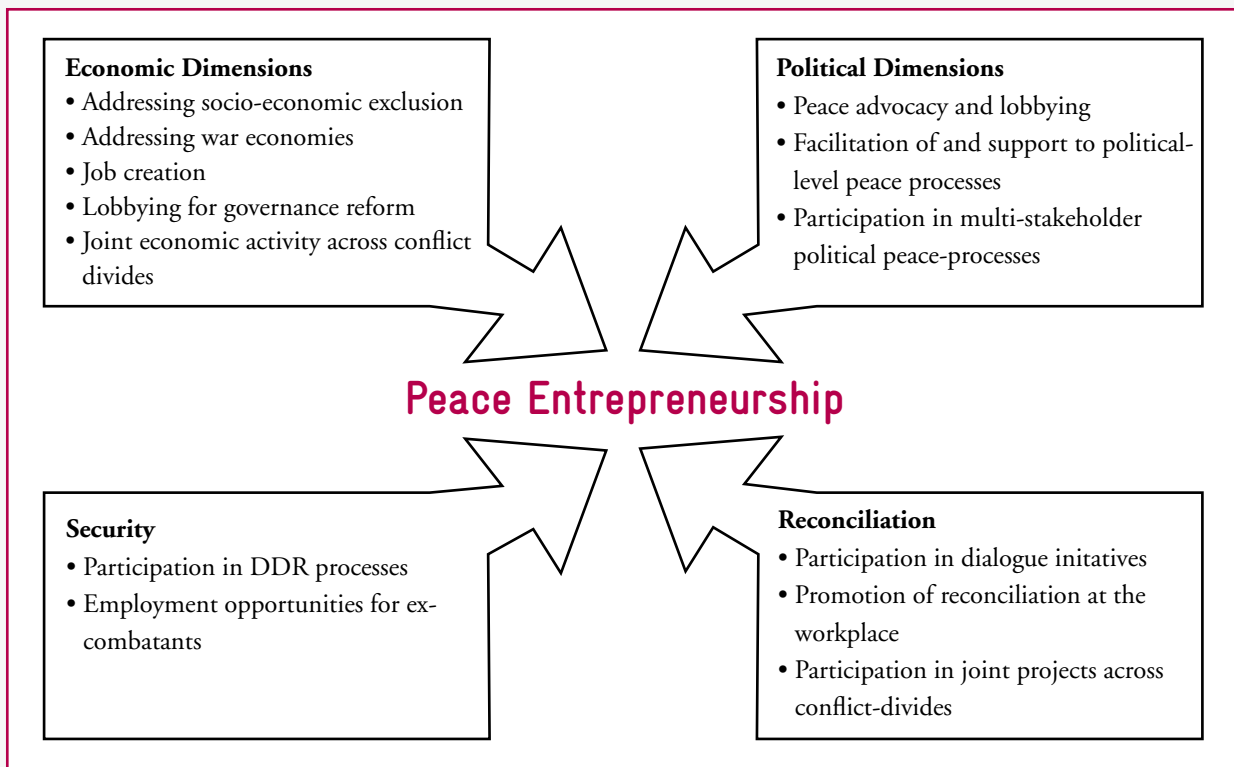 Economic Dimensions
• Addressing socio-economic exclusion
• Addressing war economies
• Job creation
• Lobbying for governance reform
• Joint economic activity across conflict
divides
Political Dimensions
• Peace advocacy and lobbying
• Facilitation of and support to political-
level peace processes
• Participation in multi-stakeholder
political peace-processes
Peace Entrepreneurship
Security
• Participation in DDR processes
• Employment opportunities for ex-
combatants
Reconciliation
• Participation in dialogue initatives
• Promotion of reconciliation at the
workplace
• Participation in joint projects across
conflict-divides